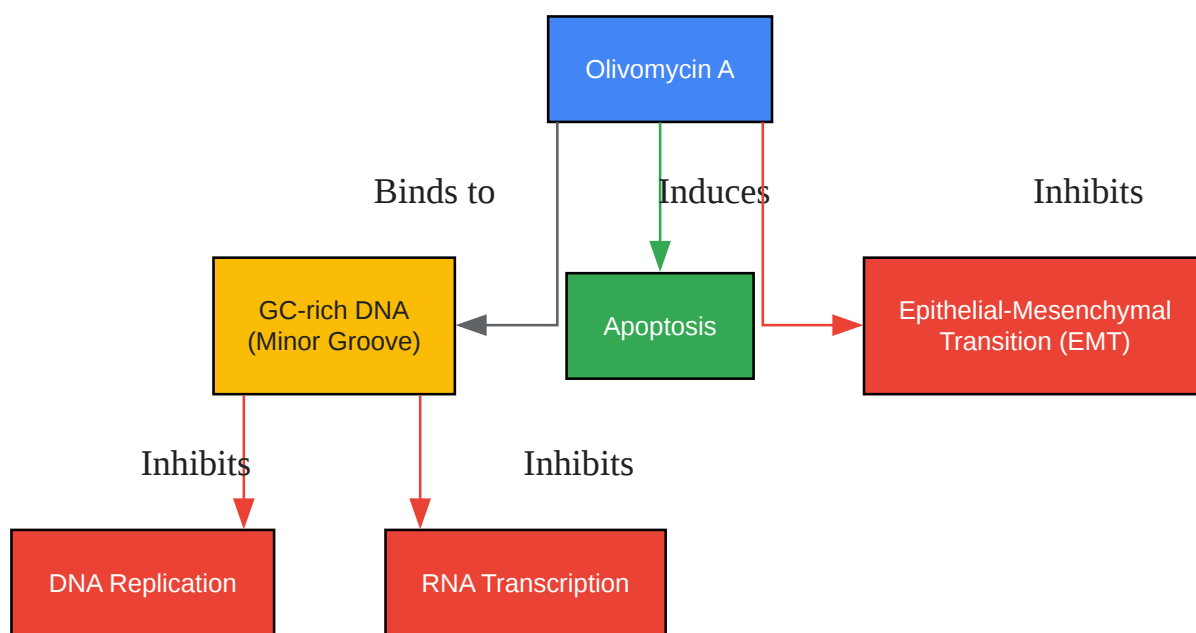 Olivomycin A
Binds to
Induces
Inhibits
GC-rich DNA
(Minor Groove)
Apoptosis
Epithelial-Mesenchymal
Transition (EMT)
Inhibits
Inhibits
DNA Replication
RNA Transcription